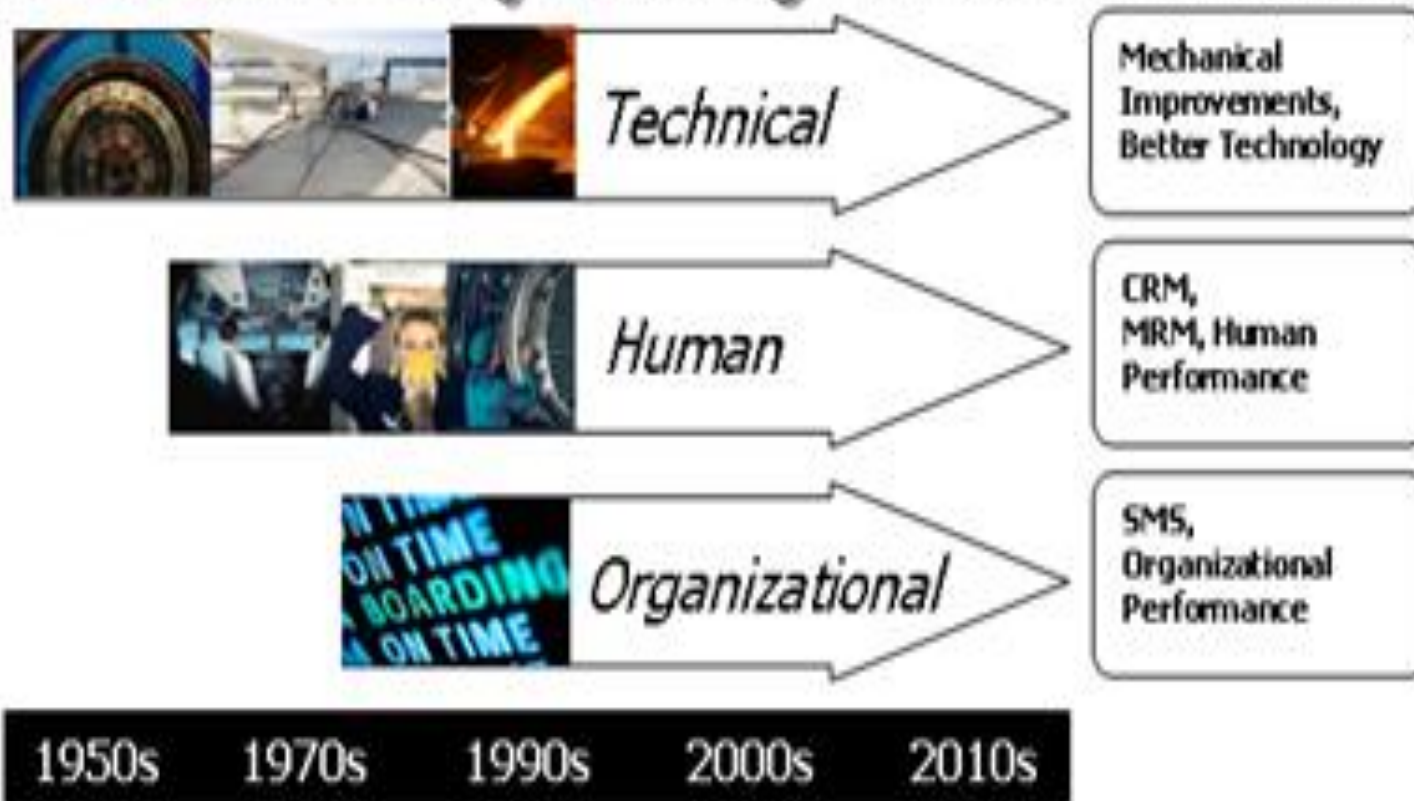 Technical
Mechanical
Improvements,
Better Technology
Human
CRM,
MRM, Human
Performance
ON TIME
BOARDING
ON TIME
Organizational
SMS,
Organizational
Performance
1950s 1970s 1990s 2000s 2010s